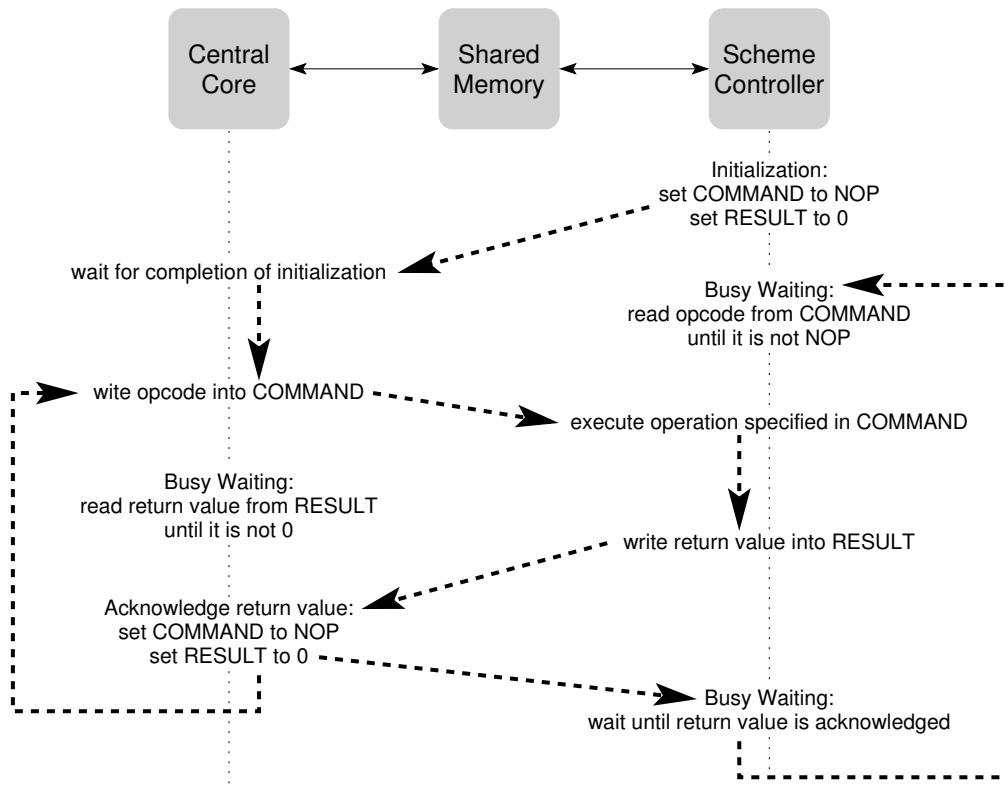 Central
Core
Shared
Memory
Scheme
Controller
Initialization:
set COMMAND to NOP
set RESULT to 0
wait for completion of initialization
Busy Waiting:
read opcode from COMMAND
until it is not NOP
wite opcode into COMMAND
execute operation specified in COMMAND
Busy Waiting:
read return value from RESULT
until it is not 0
write return value into RESULT
Acknowledge return value:
set COMMAND to NOP
set RESULT to 0
Busy Waiting:
wait until return value is acknowledged